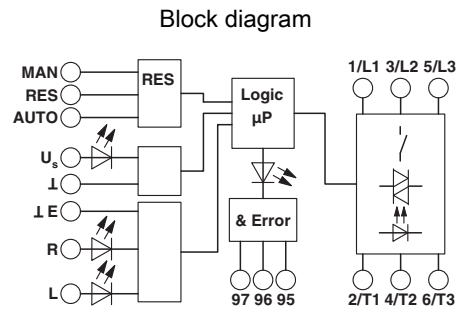 Block diagram
MAN
RES
AUTO
RES
Logic
µP
1/L1 3/L2 5/L3
Us
⊥
⊥ E
R
L
& Error
97 96 95
2/T1 4/T2 6/T3